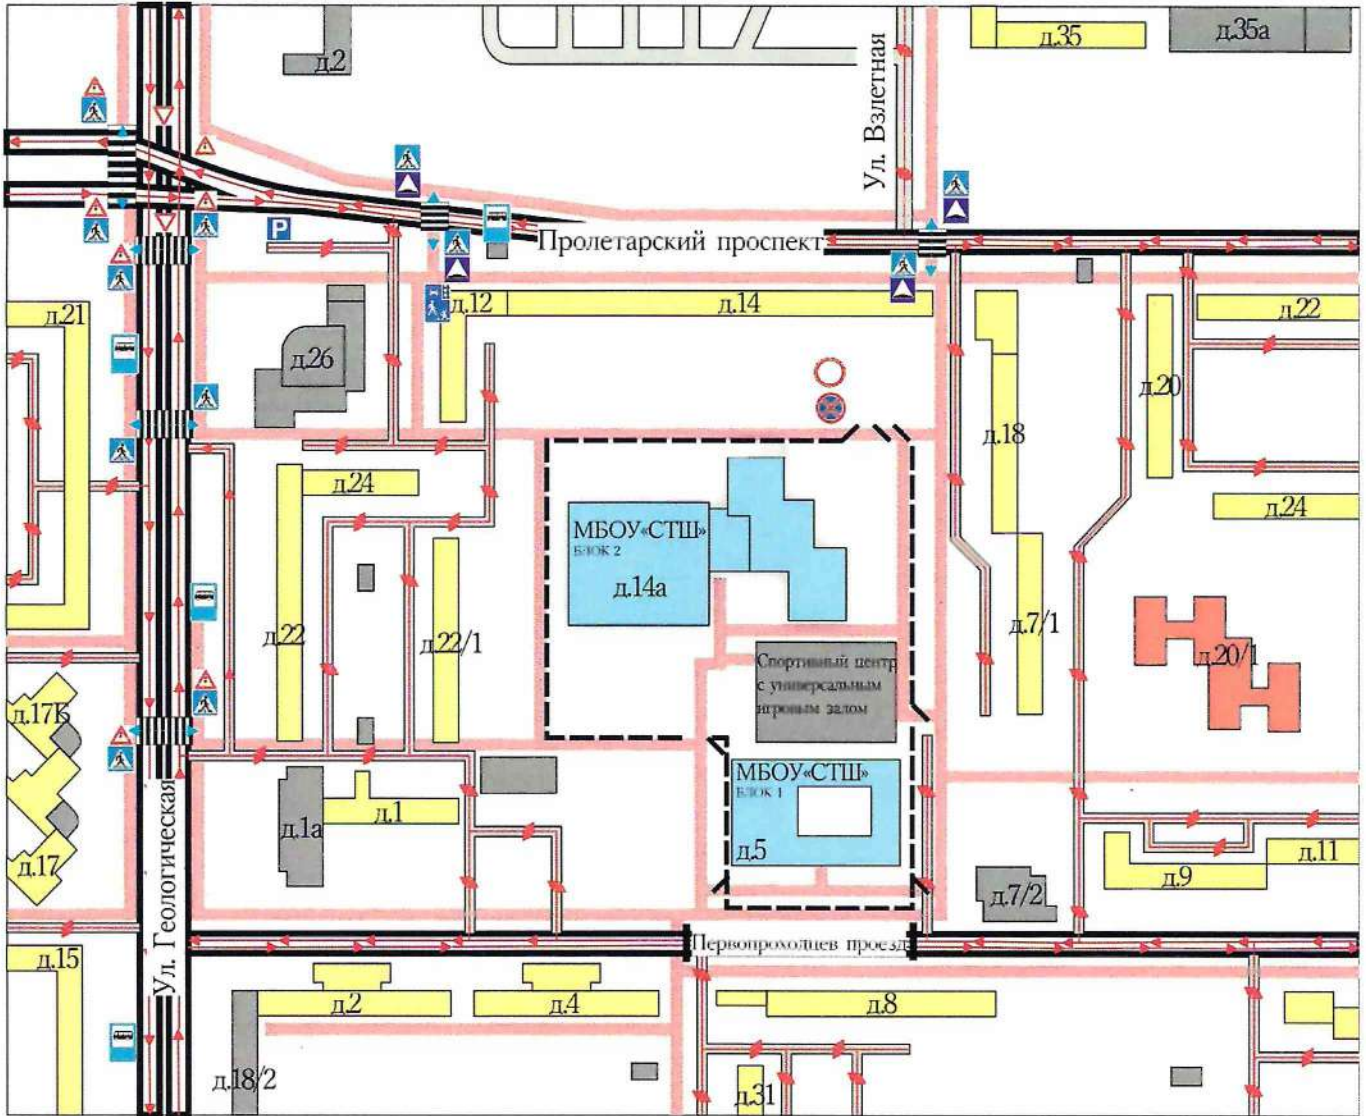 д.2
Ул. Взлетная
д.35
д.35а
P
Пролетарский проспект
д.21
д.12
д.14
д.22
д.26
д.20
д.18
д.24
д.24
МБОУ«СТШ»
БЛОК 2
д.14а
д.22
д.22/1
д.7/1
д.20/1
Спортивный центр
с универсальным
игровым залом
д.17Б
МБОУ«СТШ»
БЛОК 1
д.5
д.1а
д.1
д.17
д.7/2
д.9
д.11
Ул. Геологическая
Первопроходцев проезд
д.15
д.2
д.4
д.8
д.18/2
д.31